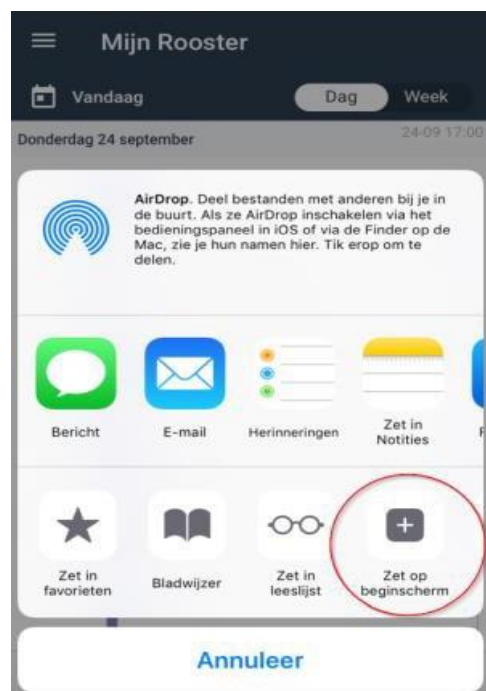 Mijn Rooster
Vandaag
Dag
Week
Donderdag 24 september
24-09 17:00
AirDrop. Deel bestanden met anderen bij je in
de buurt. Als ze AirDrop inschakelen via het
bedieningspaneel in iOS of via de Finder op de
Mac, zie je hun namen hier. Tik erop om te
delen.
Bericht
E-mail
Herinneringen
Zet in
Notities
Zet in
favorieten
Bladwijzer
Zet in
leeslijst
Zet op
beginscherm
Annuleer